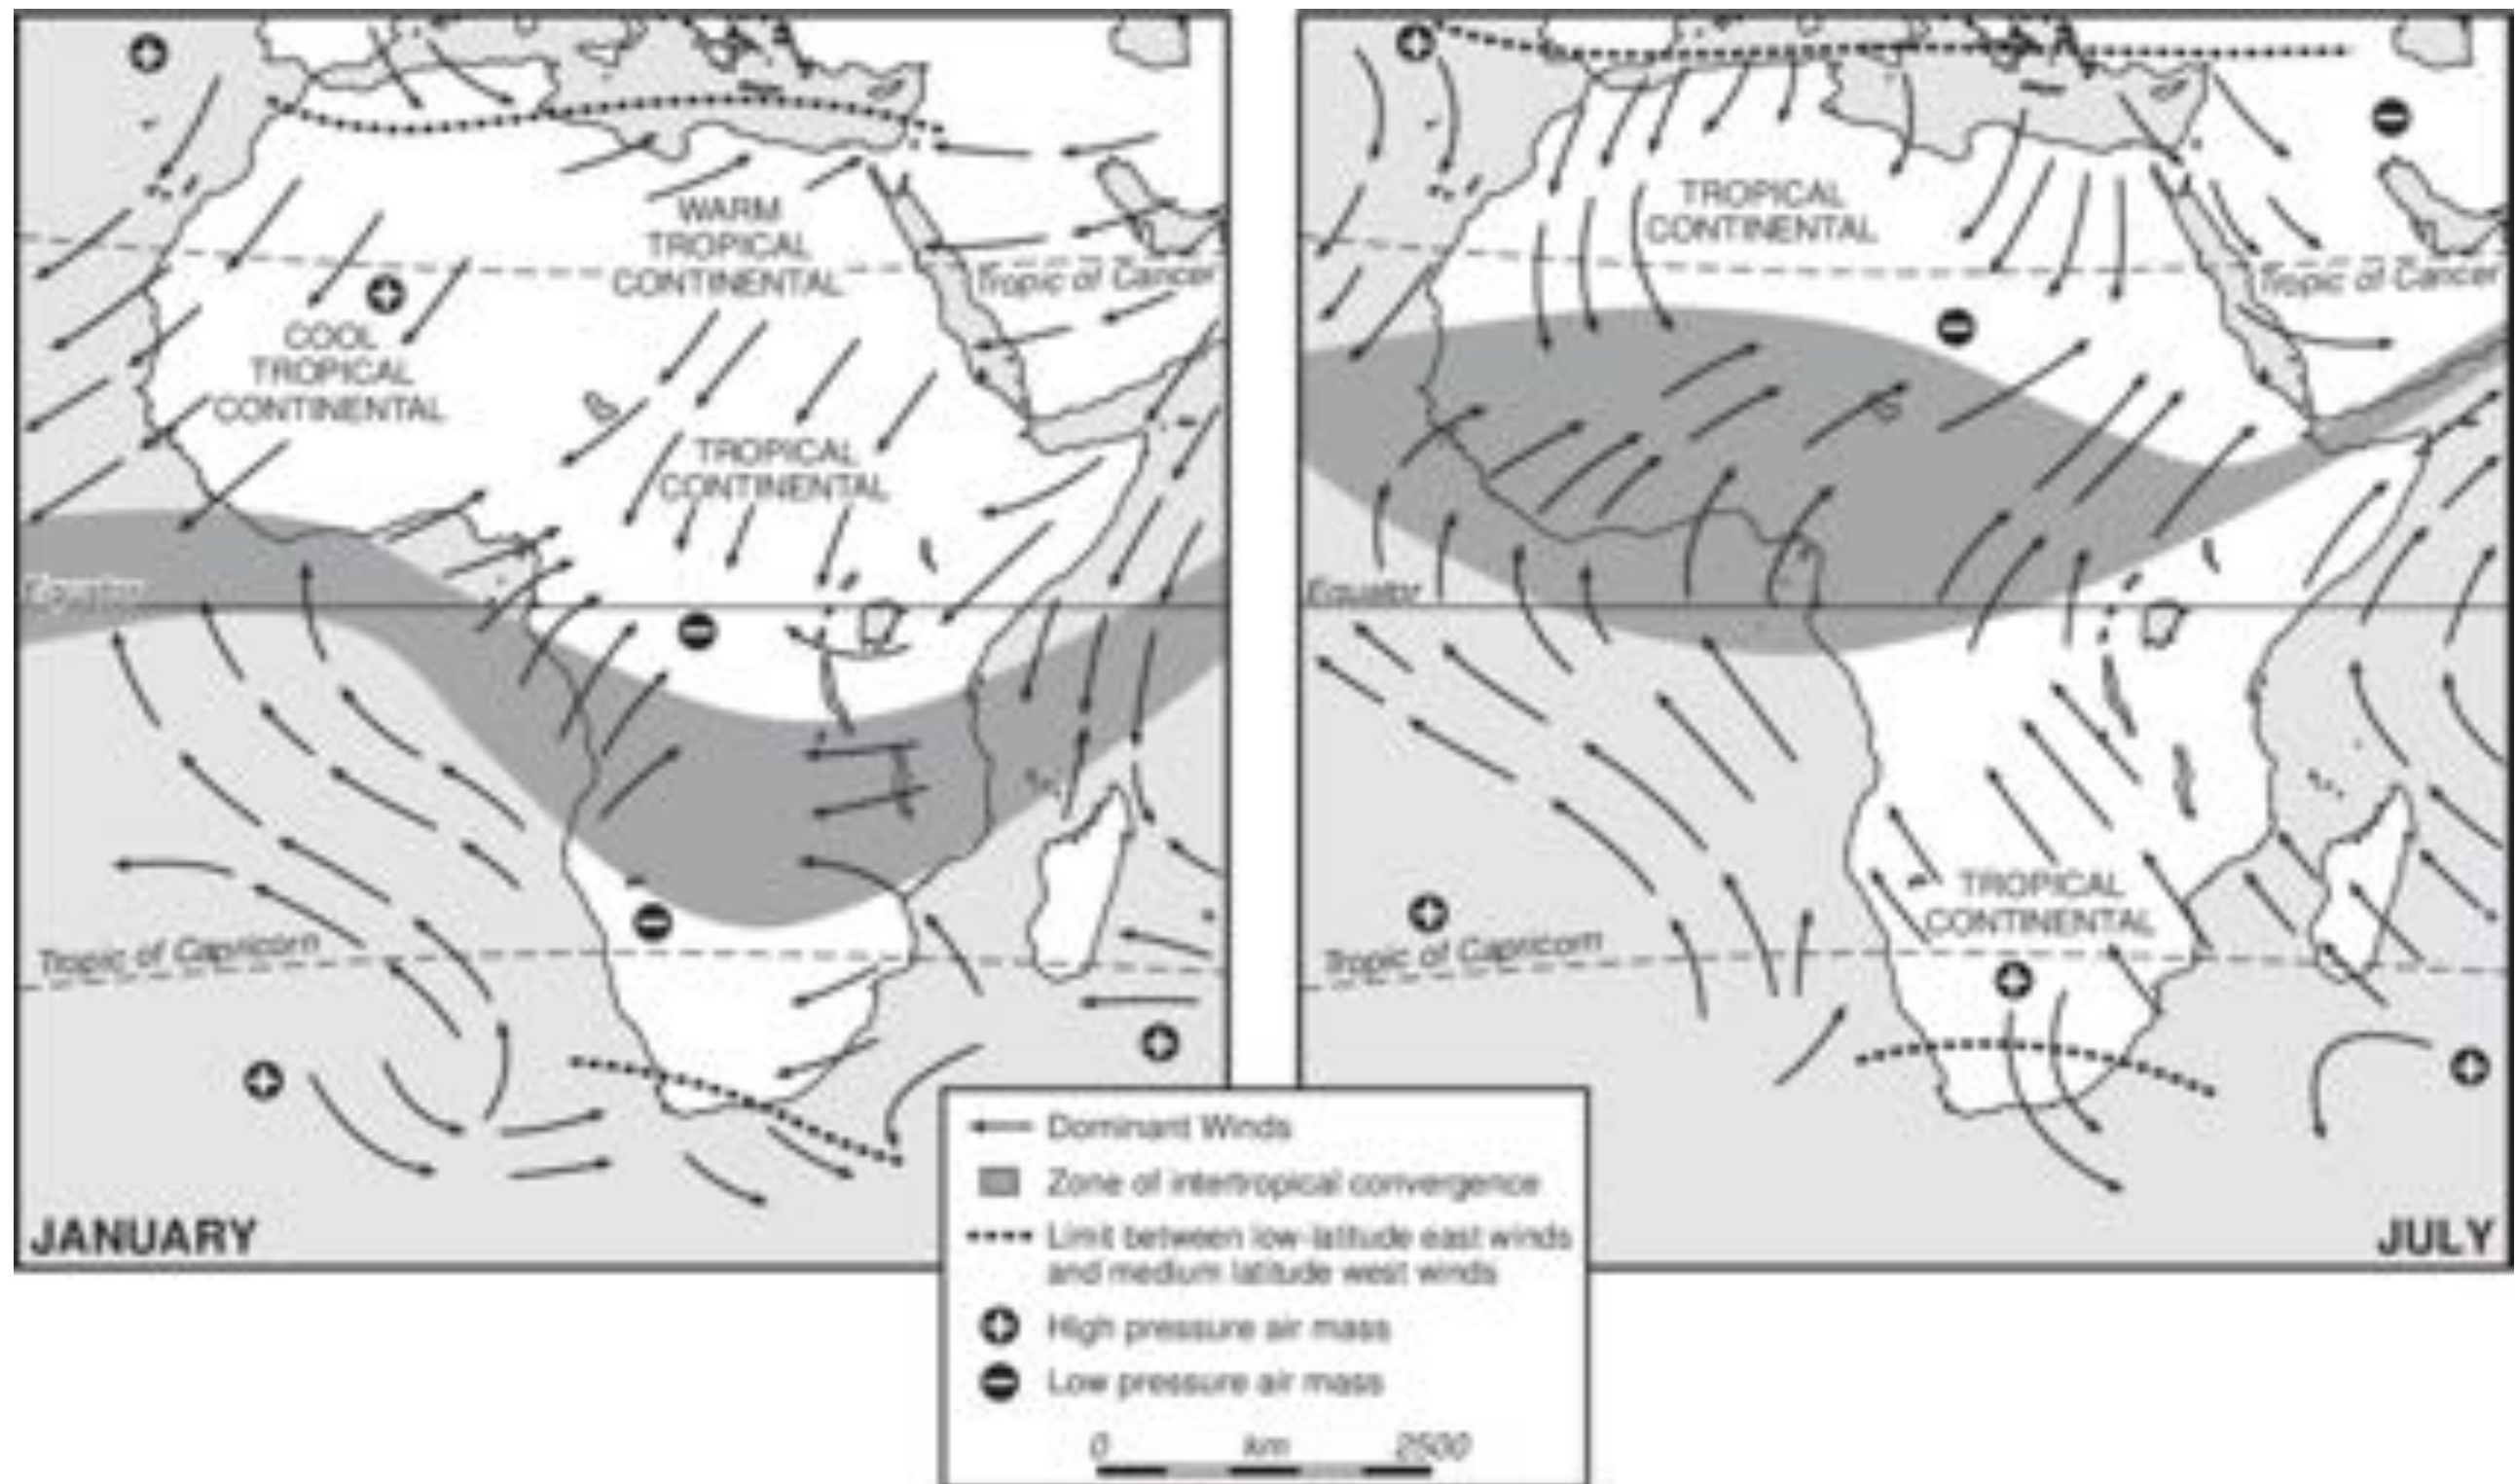 WARM
TROPICAL
CONTINENTAL
Tropic of Cancer
COOL
TROPICAL
CONTINENTAL
TROPICAL
CONTINENTAL
Equator
Tropic of Capricorn
JANUARY
TROPICAL
CONTINENTAL
Tropic of Cancer
Equator
TROPICAL
CONTINENTAL
Tropic of Capricorn
JULY
Dominant Winds
Zone of intertropical convergence
Limit between low-latitude east winds
and medium latitude west winds
High pressure air mass
Low pressure air mass
0 km 2500